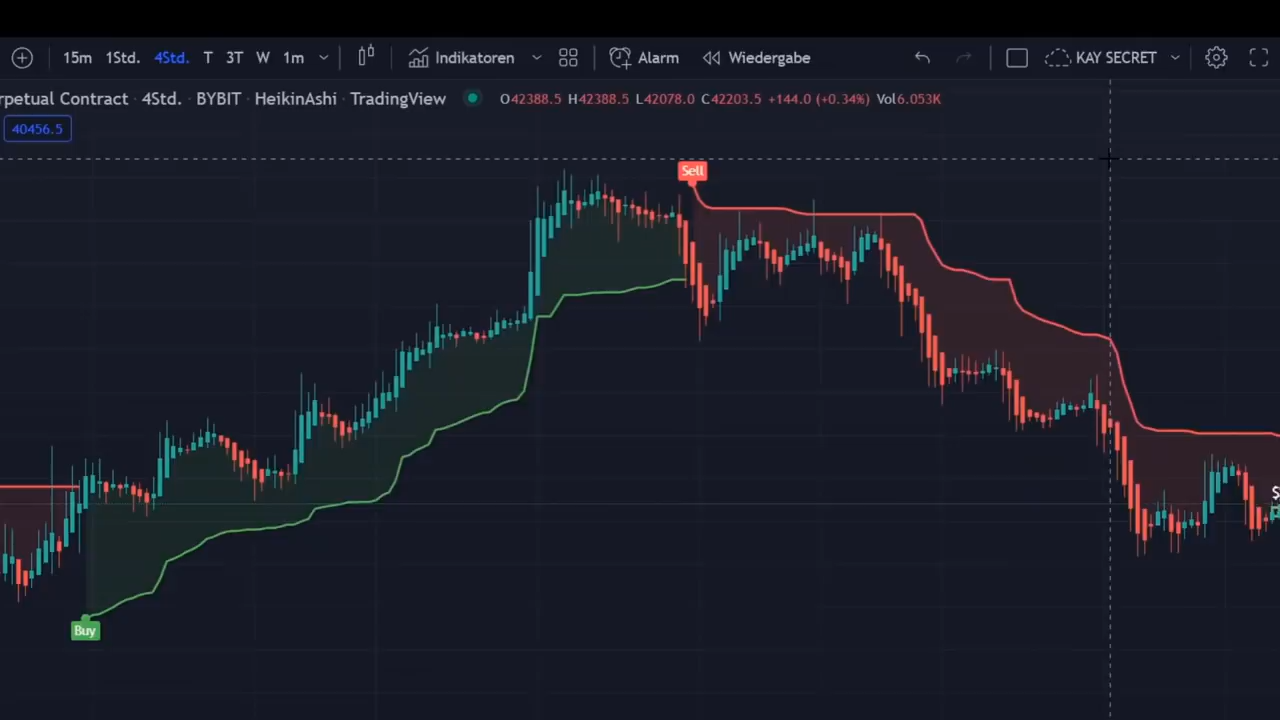 15m 1Std. 4Std. T 3T W 1m Indikatoren Alarm Wiedergabe KAY SECRET
rpetual Contract · 4Std. · BYBIT · HeikinAshi · TradingView O42388.5 H42388.5 L42078.0 C42203.5 +144.0 (+0.34%) Vol6.053K
40456.5
Sell
$
Buy